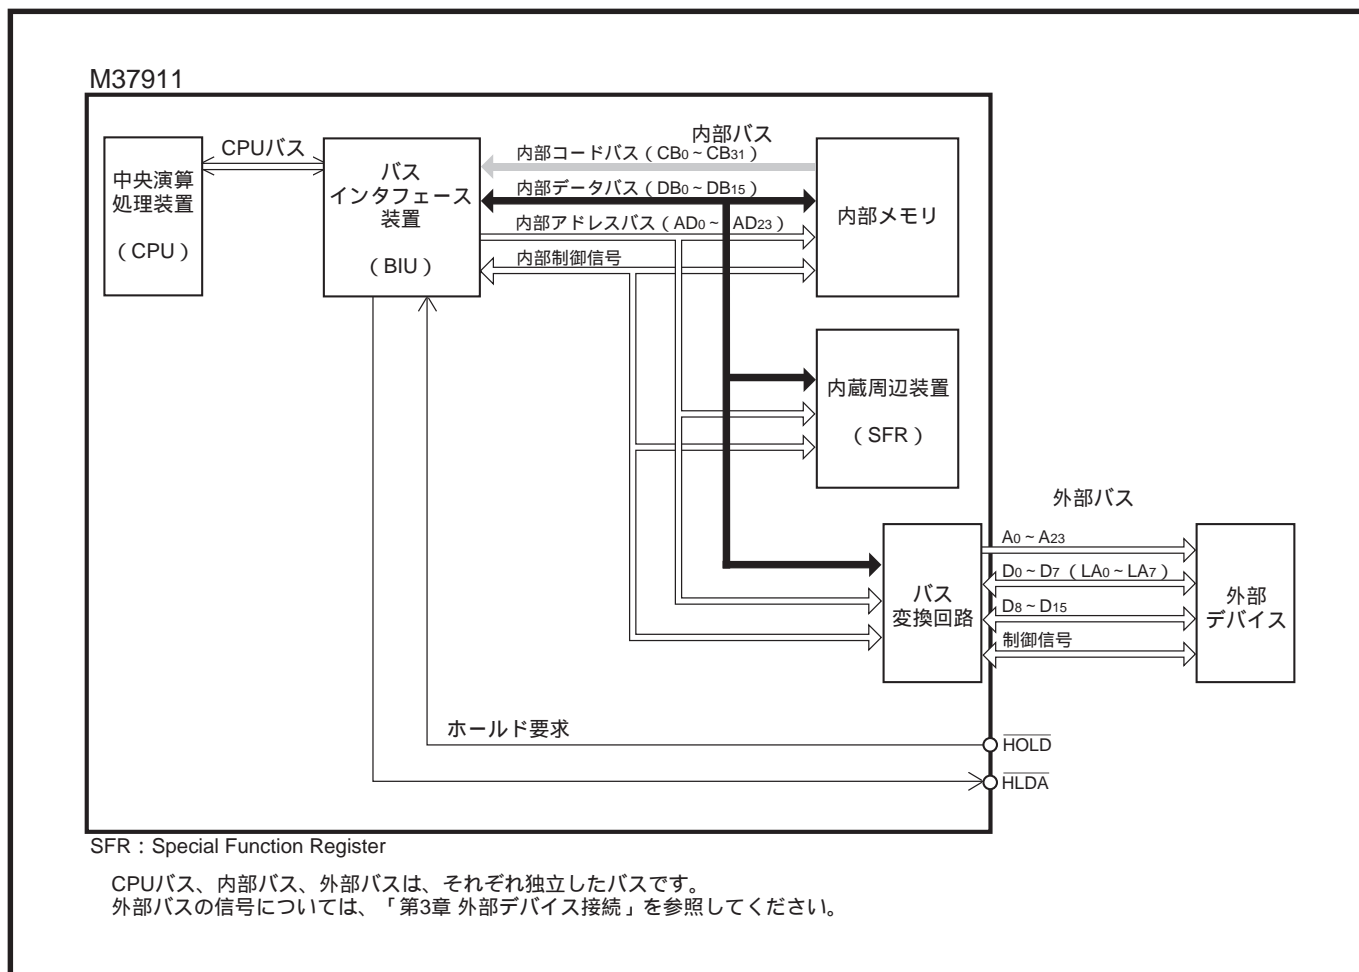 M37911
中央演算
処理装置
（CPU）
CPUバス
バス
インタフェース
装置
（BIU）
内部バス
内部コードバス（CB0～CB31）
内部データバス（DB0～DB15）
内部アドレスバス（AD0～AD23）
内部制御信号
内部メモリ
内蔵周辺装置
（SFR）
外部バス
バス
変換回路
A0～A23
D0～D7（LA0～LA7）
D8～D15
制御信号
外部
デバイス
ホールド要求
HOLD
HLDA
SFR：Special Function Register
CPUバス、内部バス、外部バスは、それぞれ独立したバスです。
外部バスの信号については、「第3章 外部デバイス接続」を参照してください。